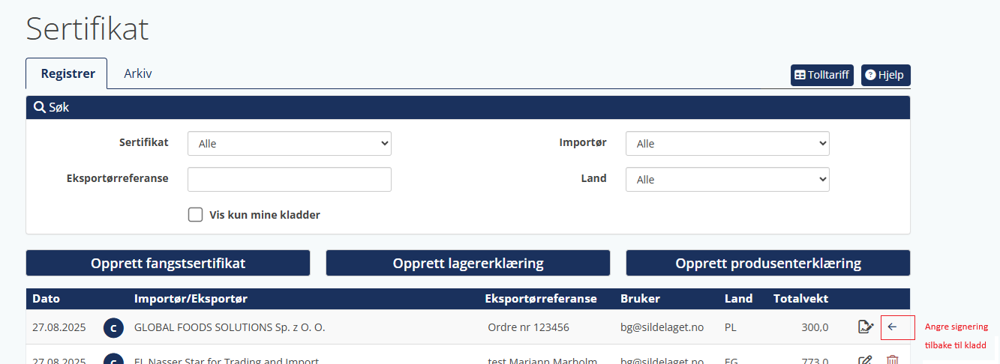 Sertifikat
Registrer Arkiv Tolltariff Hjelp
Søk
Sertifikat Alle Importør Alle
Eksportørreferanse Land Alle
Vis kun mine kladder
Opprett fangstsertifikat Opprett lagererklæring Opprett produsenterklæring
Dato Importør/Eksportør Eksportørreferanse Bruker Land Totalvekt
27.08.2025 C GLOBAL FOODS SOLUTIONS Sp. z O. O. Ordre nr 123456 bg@sildelaget.no PL 300,0 Angre signering
tilbake til kladd
27.08.2025 C EL Nasser Star for Trading and Import test Mariann Marholm bg@sildelaget.no EG 773,0